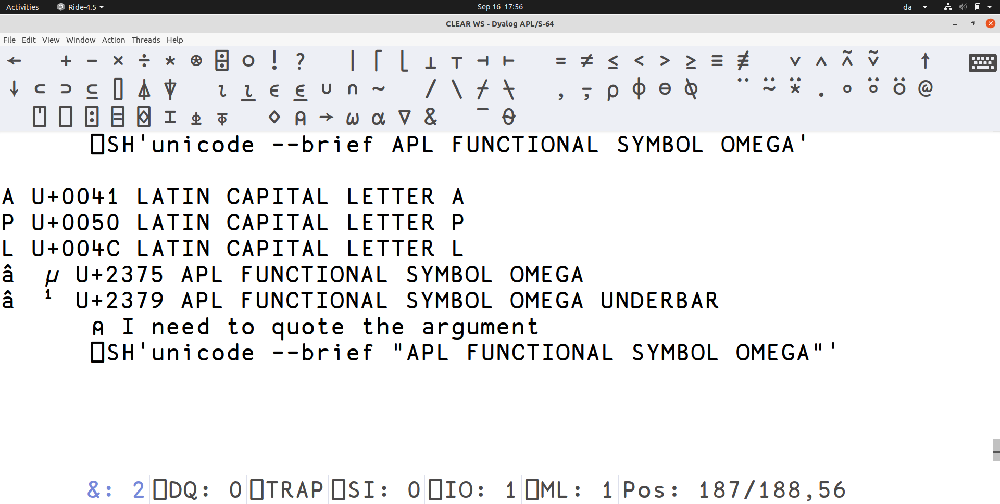 Activities Ride-4.5 Sep 16 17:56 da
CLEAR WS - Dyalog APL/S-64
File Edit View Window Action Threads Help
← + − × ÷ * ⍟ ⌹ ○ ! ? | ⌈ ⌊ ⊥ ⊤ ⊣ ⊢ = ≠ ≤ < > ≥ ≡ ≢ ∨ ∧ ⍲ ⍱ ↑
↓ ⊂ ⊃ ⊆ ⌷ ⍋ ⍒ ⍳ ⍸ ∊ ⍷ ∪ ∩ ~ / \ ⌿ ⍀ , ⍪ ⍴ ⌽ ⊖ ⍉ ¨ ⍨ ⍣ . ∘ ⍤ ⍥ @
⍞ ⎕ ⍠ ⌸ ⌺ ⌶ ⍎ ⍕ ⋄ ⍝ → ⍵ ⍺ ∇ & ¯ ⍬
⎕SH'unicode --brief APL FUNCTIONAL SYMBOL OMEGA'
A U+0041 LATIN CAPITAL LETTER A
P U+0050 LATIN CAPITAL LETTER P
L U+004C LATIN CAPITAL LETTER L
â µ U+2375 APL FUNCTIONAL SYMBOL OMEGA
â ¹ U+2379 APL FUNCTIONAL SYMBOL OMEGA UNDERBAR
⍝ I need to quote the argument
⎕SH'unicode --brief "APL FUNCTIONAL SYMBOL OMEGA"'
&: 2 ⎕DQ: 0 ⎕TRAP ⎕SI: 0 ⎕IO: 1 ⎕ML: 1 Pos: 187/188,56